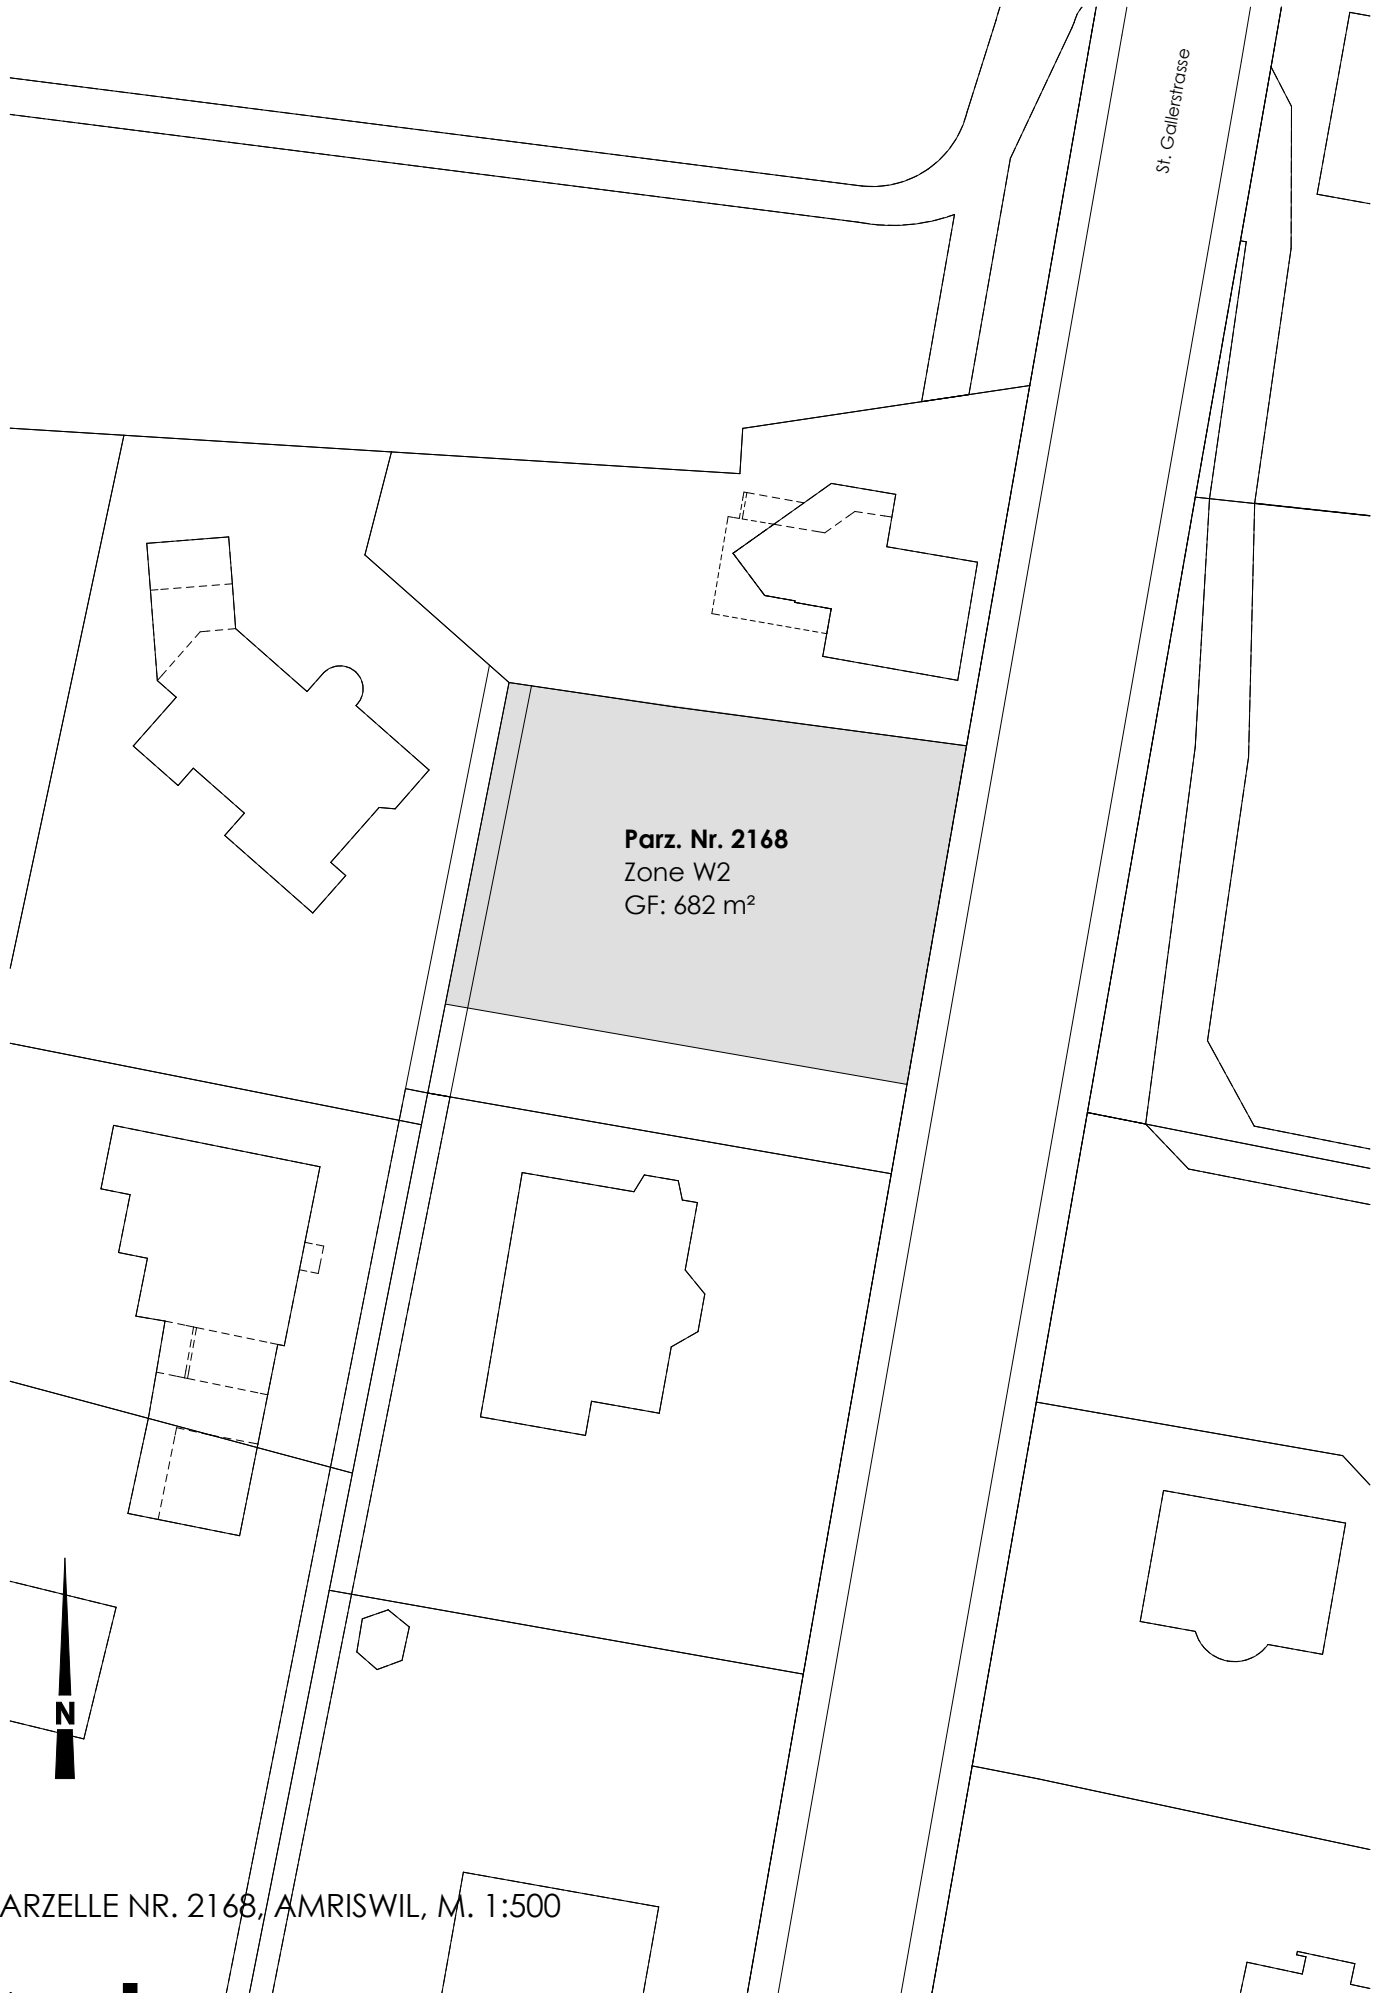 St. Gallerstrasse
Parz. Nr. 2168
Zone W2
GF: 682 m²
N
ARZELLE NR. 2168, AMRISWIL, M. 1:500